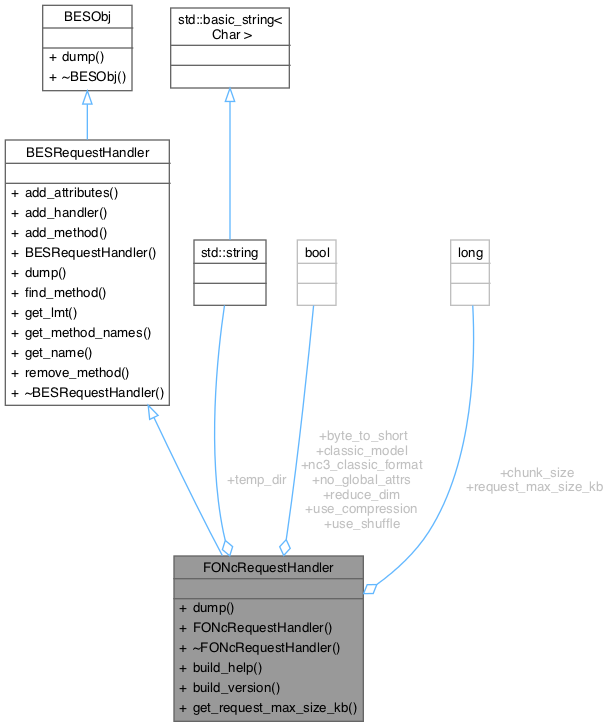 BESObj
+ dump()
+ ~BESObj()
std::basic_string<
Char >
BESRequestHandler
+ add_attributes()
+ add_handler()
+ add_method()
+ BESRequestHandler()
+ dump()
+ find_method()
+ get_lmt()
+ get_method_names()
+ get_name()
+ remove_method()
+ ~BESRequestHandler()
std::string
bool
long
+temp_dir
+byte_to_short
+classic_model
+nc3_classic_format
+no_global_attrs
+reduce_dim
+use_compression
+use_shuffle
+chunk_size
+request_max_size_kb
FONcRequestHandler
+ dump()
+ FONcRequestHandler()
+ ~FONcRequestHandler()
+ build_help()
+ build_version()
+ get_request_max_size_kb()